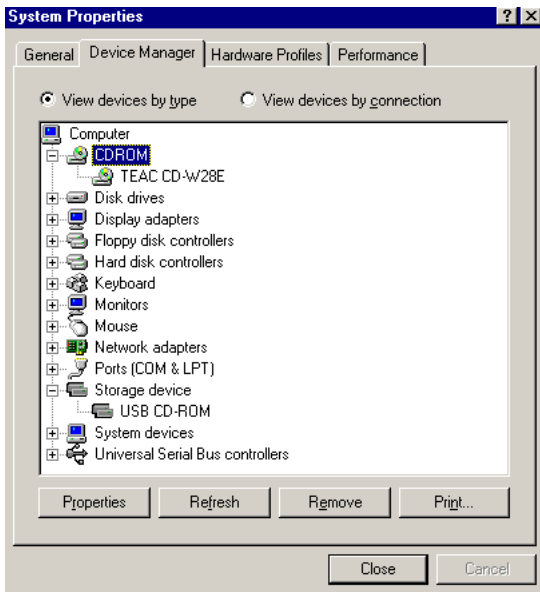 System Properties
General Device Manager Hardware Profiles Performance
View devices by type View devices by connection
Computer
CDROM
TEAC CD-W28E
Disk drives
Display adapters
Floppy disk controllers
Hard disk controllers
Keyboard
Monitors
Mouse
Network adapters
Ports (COM & LPT)
Storage device
USB CD-ROM
System devices
Universal Serial Bus controllers
Properties Refresh Remove Print...
Close Cancel